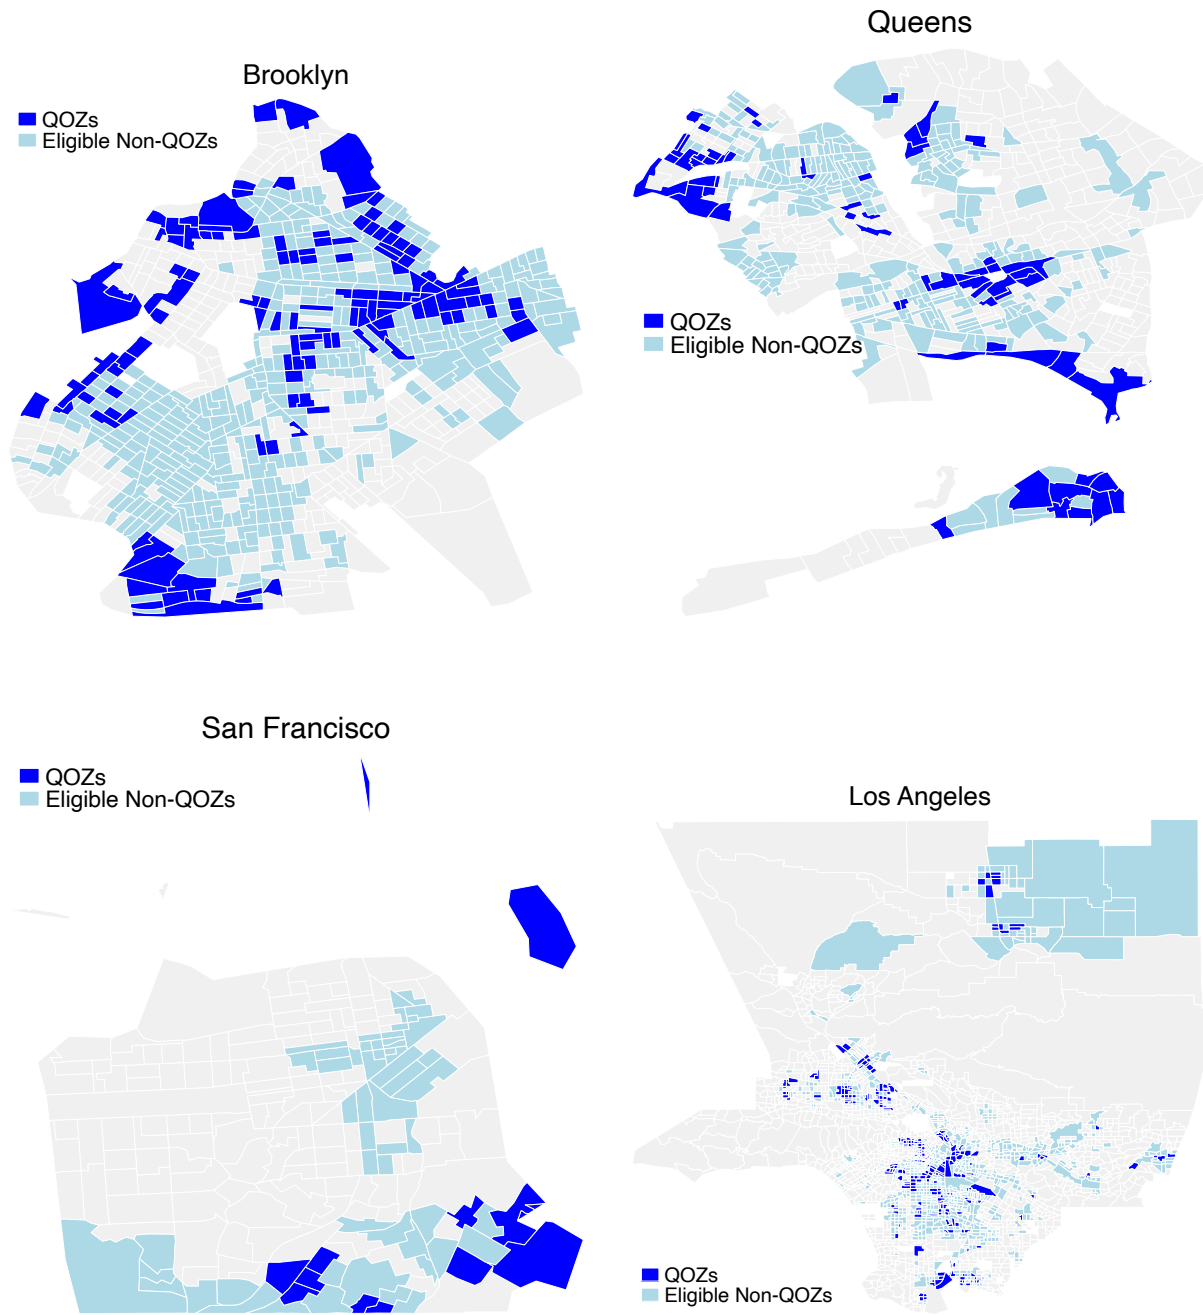 Queens
Brooklyn
QOZs
Eligible Non-QOZs
QOZs
Eligible Non-QOZs
San Francisco
QOZs
Eligible Non-QOZs
Los Angeles
QOZs
Eligible Non-QOZs